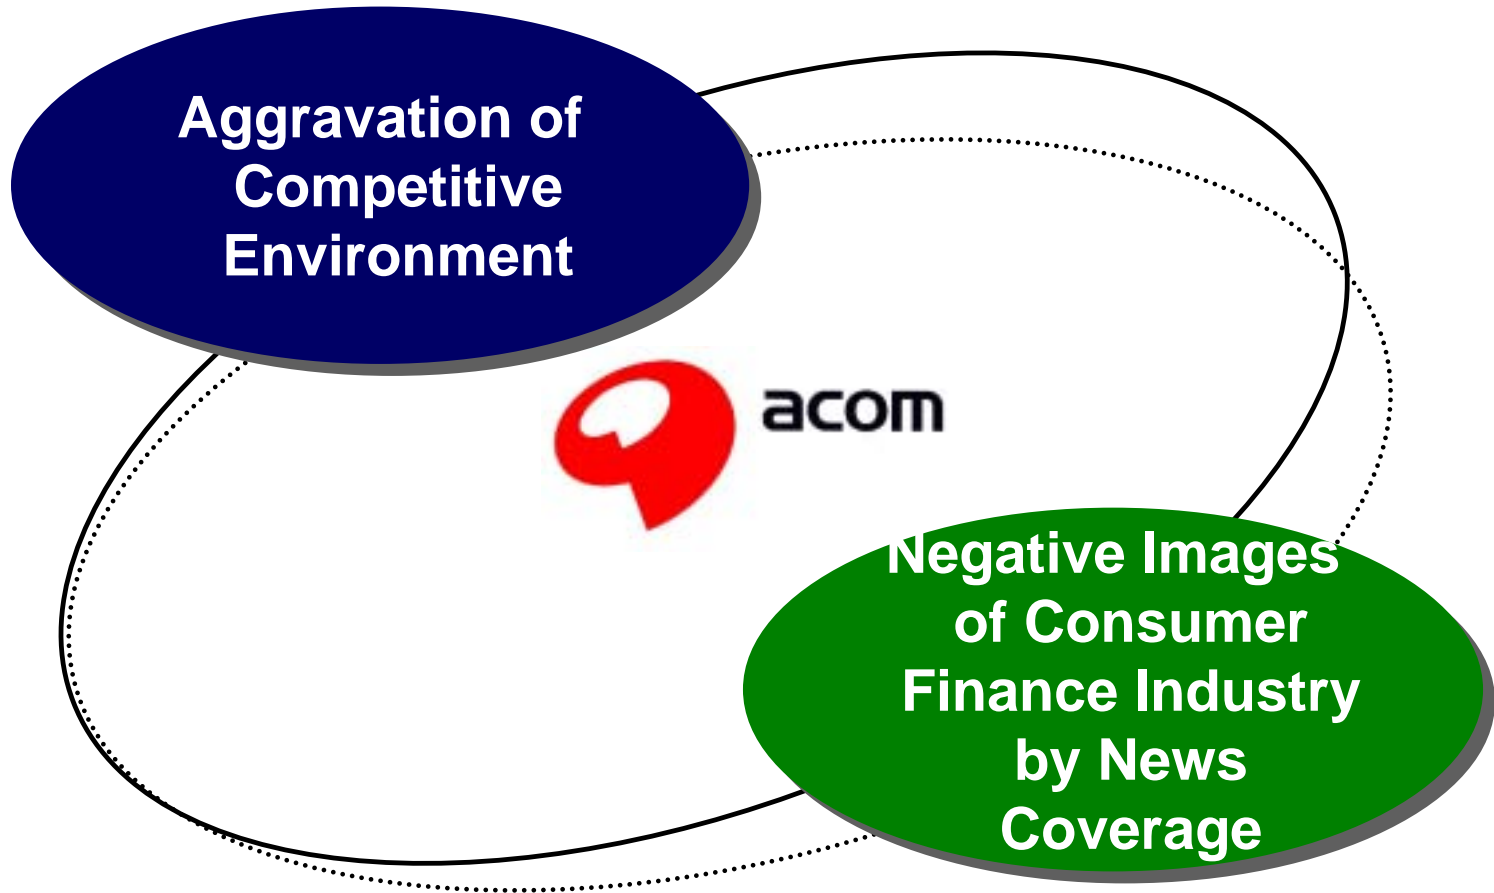 Aggravation of
Competitive
Environment
acom
Negative Images
of Consumer
Finance Industry
by News
Coverage